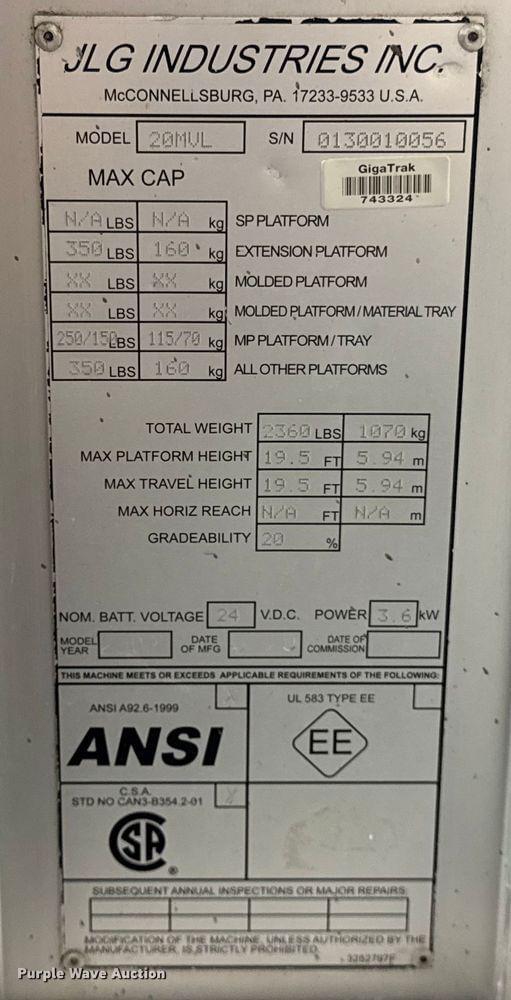 JLG INDUSTRIES INC.
McCONNELLSBURG, PA. 17233-9533 U.S.A.
MODEL 20MVL S/N 0130010056
GigaTrak
743324
MAX CAP
N/A LBS N/A kg SP PLATFORM
350 LBS 160 kg EXTENSION PLATFORM
XX LBS XX kg MOLDED PLATFORM
XX LBS XX kg MOLDED PLATFORM/MATERIAL TRAY
250/150 LBS 115/70 kg MP PLATFORM/TRAY
350 LBS 160 kg ALL OTHER PLATFORMS
TOTAL WEIGHT 2360 LBS 1070 kg
MAX PLATFORM HEIGHT 19.5 FT 5.94 m
MAX TRAVEL HEIGHT 19.5 FT 5.94 m
MAX HORIZ REACH N/A FT N/A m
GRADEABILITY 20 %
NOM. BATT. VOLTAGE 24 V.D.C. POWER 3.6 kW
MODEL YEAR DATE OF MFG DATE OF COMMISSION
THIS MACHINE MEETS OR EXCEEDS APPLICABLE REQUIREMENTS OF THE FOLLOWING:
ANSI A92.6-1999 X UL 583 TYPE EE
ANSI EE
C.S.A. X
STD NO CAN3-B354.2-01
SA ®
SUBSEQUENT ANNUAL INSPECTIONS OR MAJOR REPAIRS:
MODIFICATION OF THE MACHINE, UNLESS AUTHORIZED BY THE
MANUFACTURER, IS STRICTLY PROHIBITED.
Purple Wave Auction